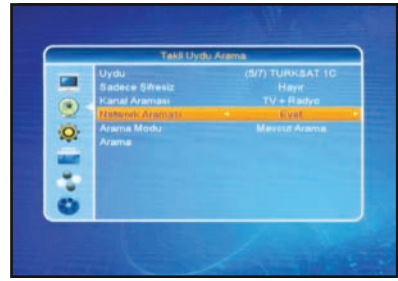 Tekli Uydu Arama
Uydu (5/7) TURKSAT 1C
Sadece Şifresiz Hayır
Kanal Araması TV + Radyo
Network Araması Evet
Arama Modu Mevcut Arama
Arama